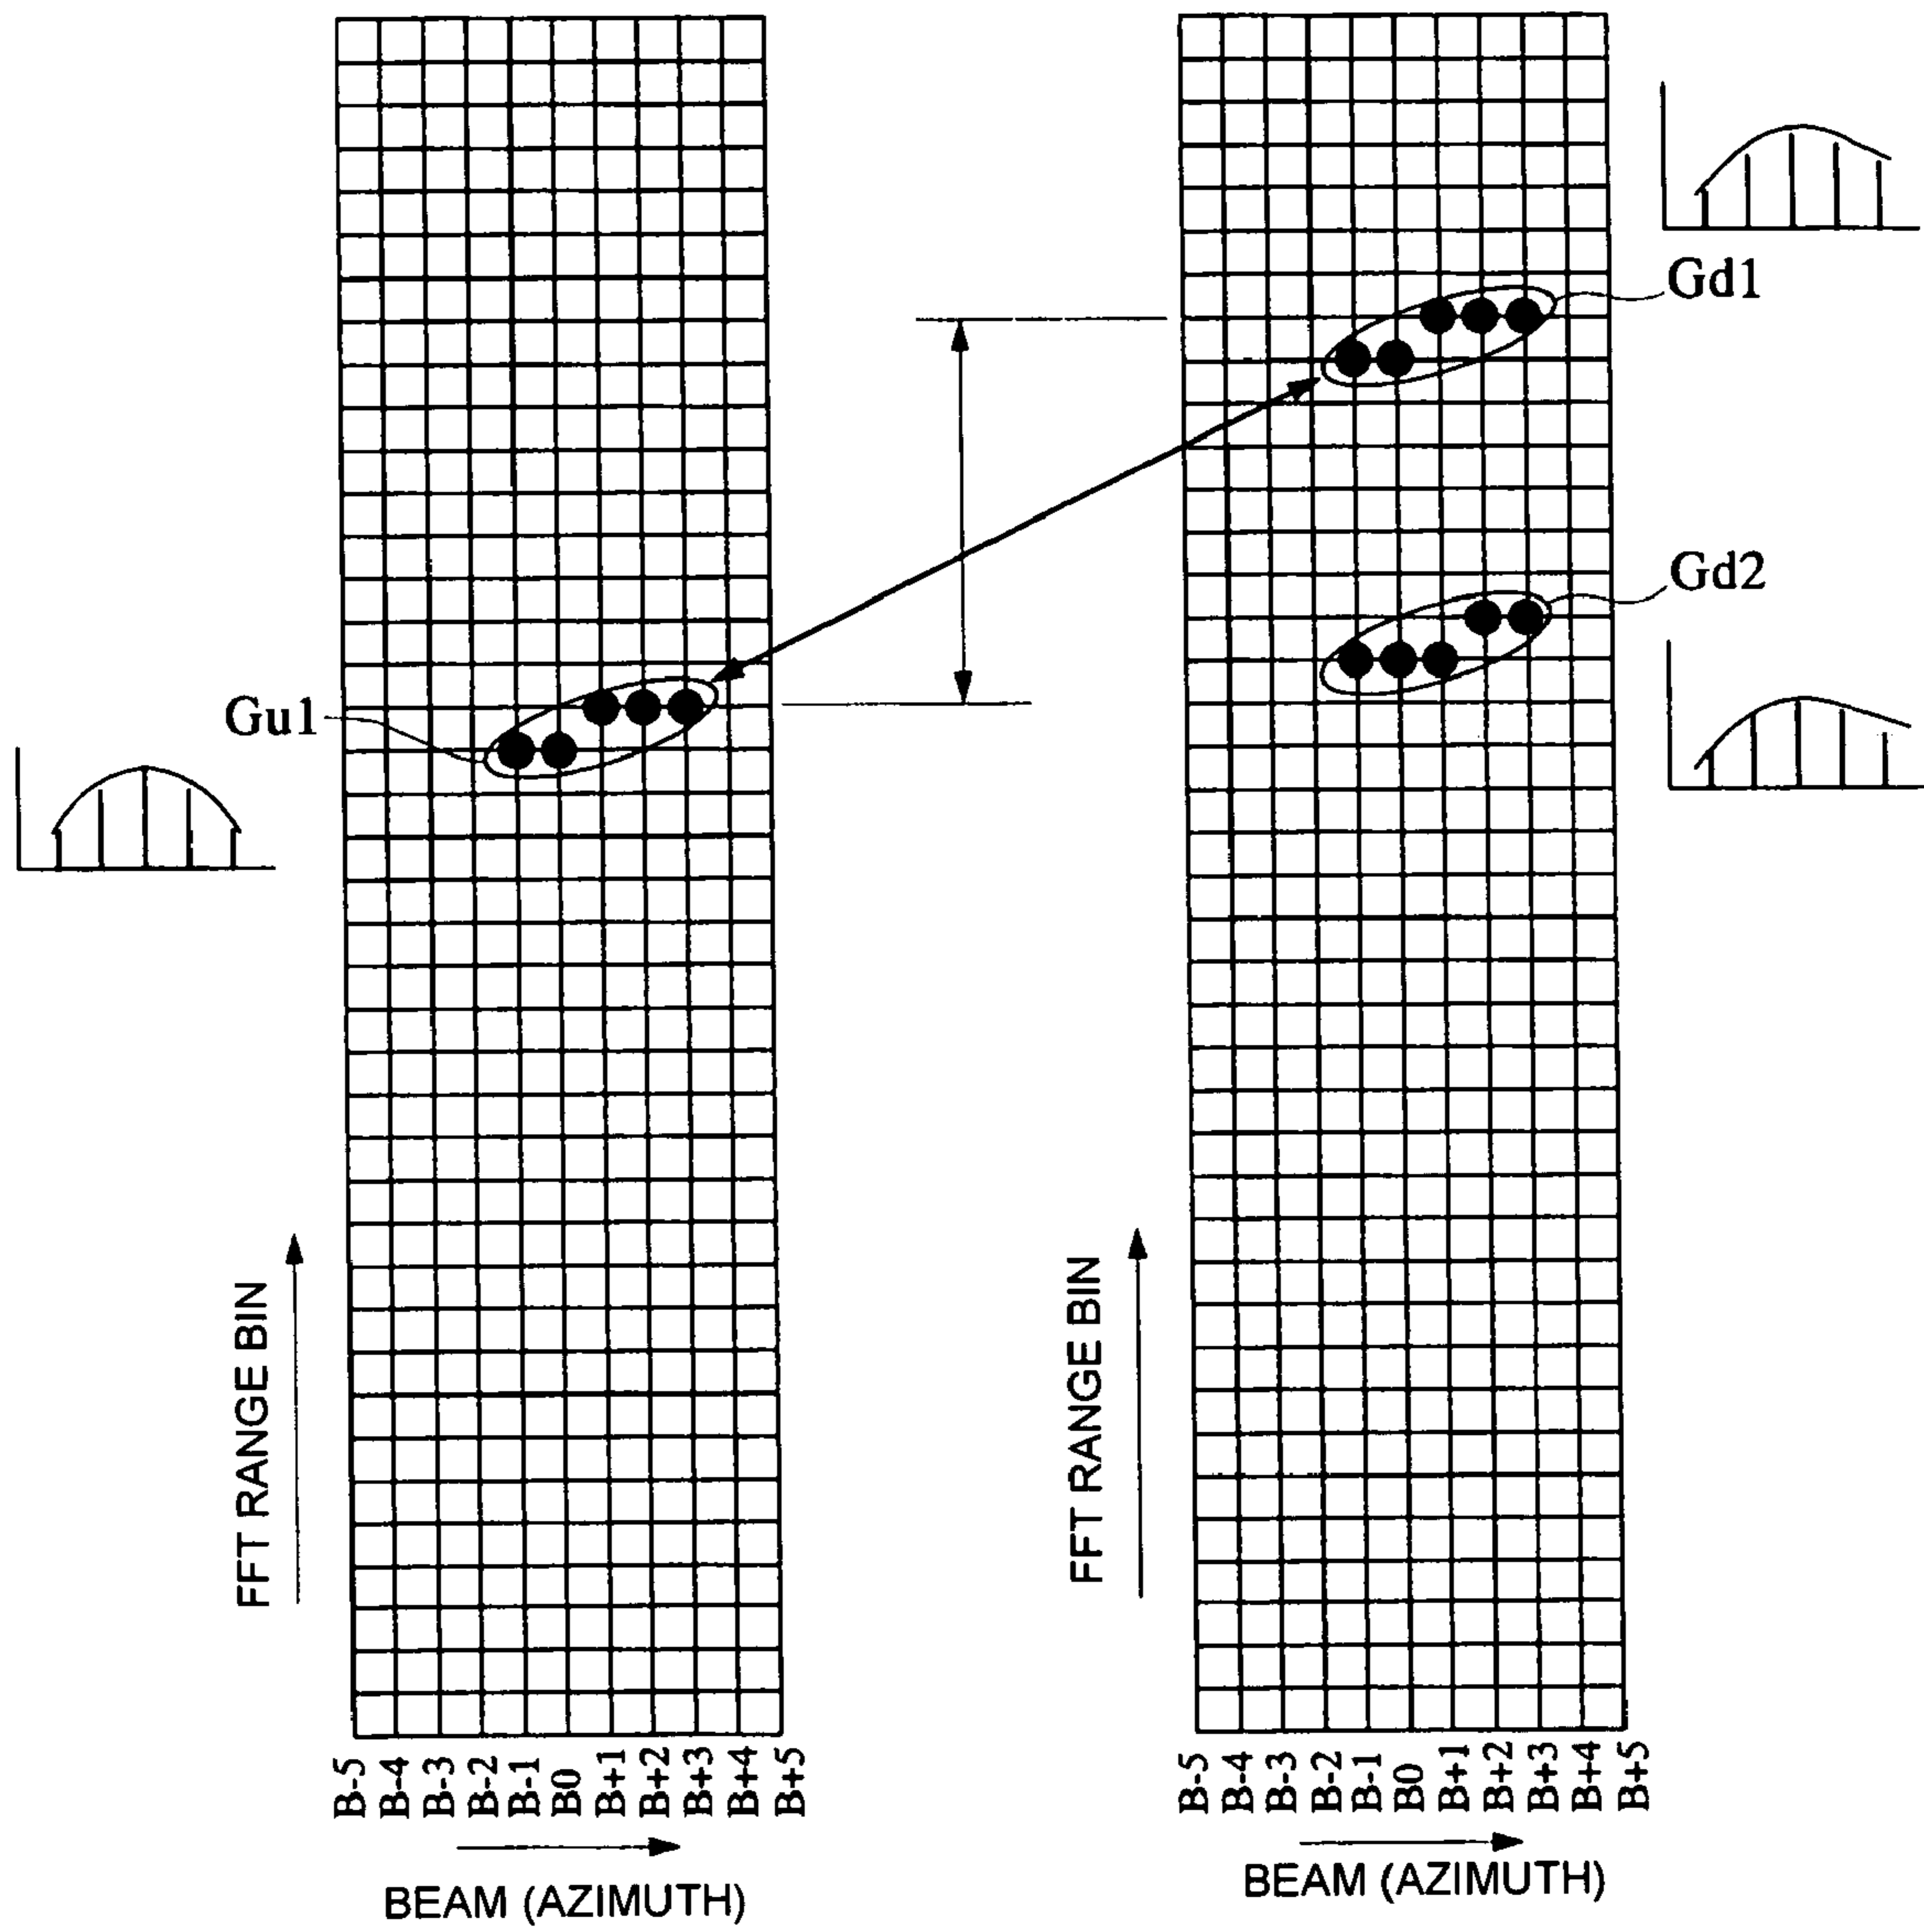 Gd1
Gd2
Gu1
FFT RANGE BIN
FFT RANGE BIN
B-5 B-4 B-3 B-2 B-1 B0 B+1 B+2 B+3 B+4 B+5
B-5 B-4 B-3 B-2 B-1 B0 B+1 B+2 B+3 B+4 B+5
BEAM (AZIMUTH)
BEAM (AZIMUTH)